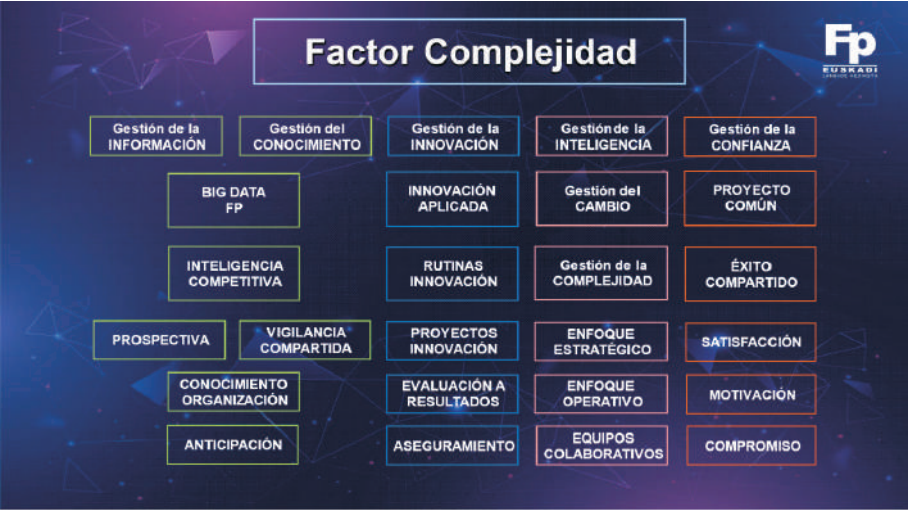 Factor Complejidad
Fp
EUSKADI
Gestión de la
INFORMACIÓN
Gestión del
CONOCIMIENTO
Gestión de la
INNOVACIÓN
Gestión de la
INTELIGENCIA
Gestión de la
CONFIANZA
BIG DATA
FP
INNOVACIÓN
APLICADA
Gestión del
CAMBIO
PROYECTO
COMÚN
INTELIGENCIA
COMPETITIVA
RUTINAS
INNOVACIÓN
Gestión de la
COMPLEJIDAD
ÉXITO
COMPARTIDO
PROSPECTIVA
VIGILANCIA
COMPARTIDA
PROYECTOS
INNOVACIÓN
ENFOQUE
ESTRATÉGICO
SATISFACCIÓN
CONOCIMIENTO
ORGANIZACIÓN
EVALUACIÓN A
RESULTADOS
ENFOQUE
OPERATIVO
MOTIVACIÓN
ANTICIPACIÓN
ASEGURAMIENTO
EQUIPOS
COLABORATIVOS
COMPROMISO